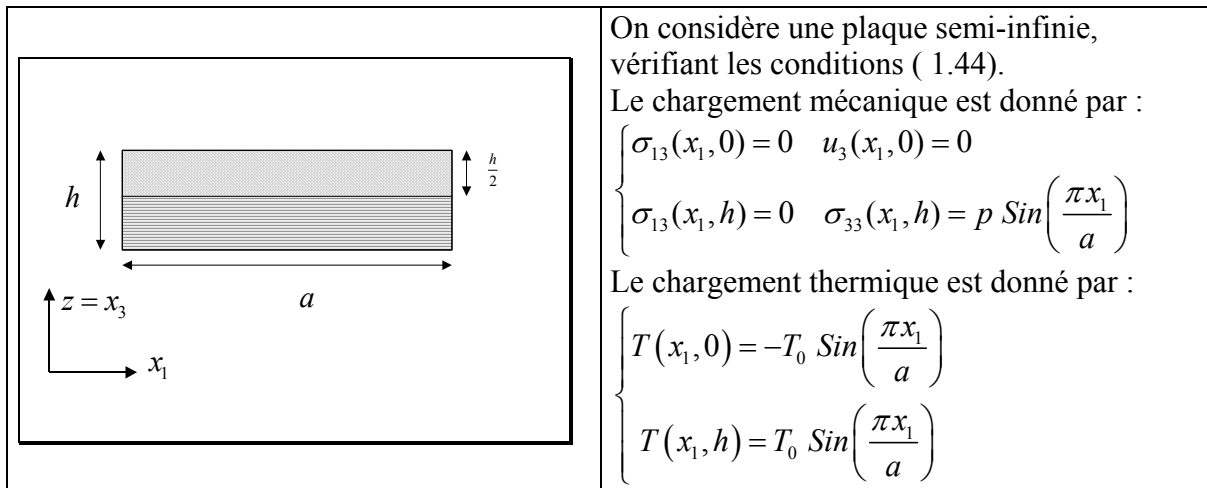 h
h/2
a
z = x₃
x₁
On considère une plaque semi-infinie,
vérifiant les conditions ( 1.44).
Le chargement mécanique est donné par :
σ₁₃(x₁,0) = 0 u₃(x₁,0) = 0
σ₁₃(x₁,h) = 0 σ₃₃(x₁,h) = p Sin(πx₁/a)
Le chargement thermique est donné par :
T(x₁,0) = −T₀ Sin(πx₁/a)
T(x₁,h) = T₀ Sin(πx₁/a)